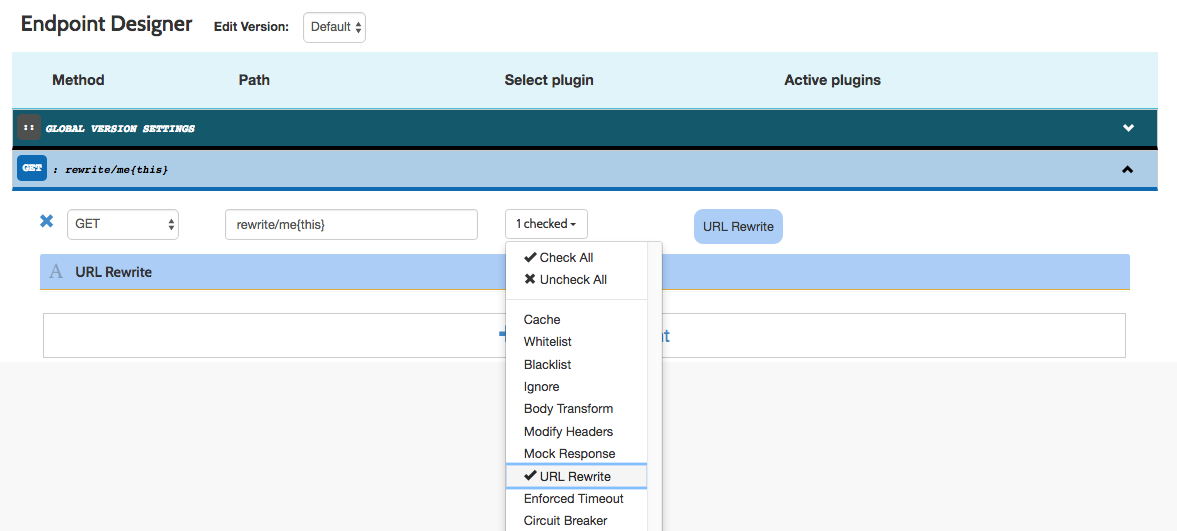 Endpoint Designer Edit Version: Default
Method Path Select plugin Active plugins
:: GLOBAL VERSION SETTINGS
GET : rewrite/me{this}
GET rewrite/me{this} 1 checked URL Rewrite
Check All
Uncheck All
A URL Rewrite
Cache
Whitelist
Blacklist
Ignore
Body Transform
Modify Headers
Mock Response
URL Rewrite
Enforced Timeout
Circuit Breaker